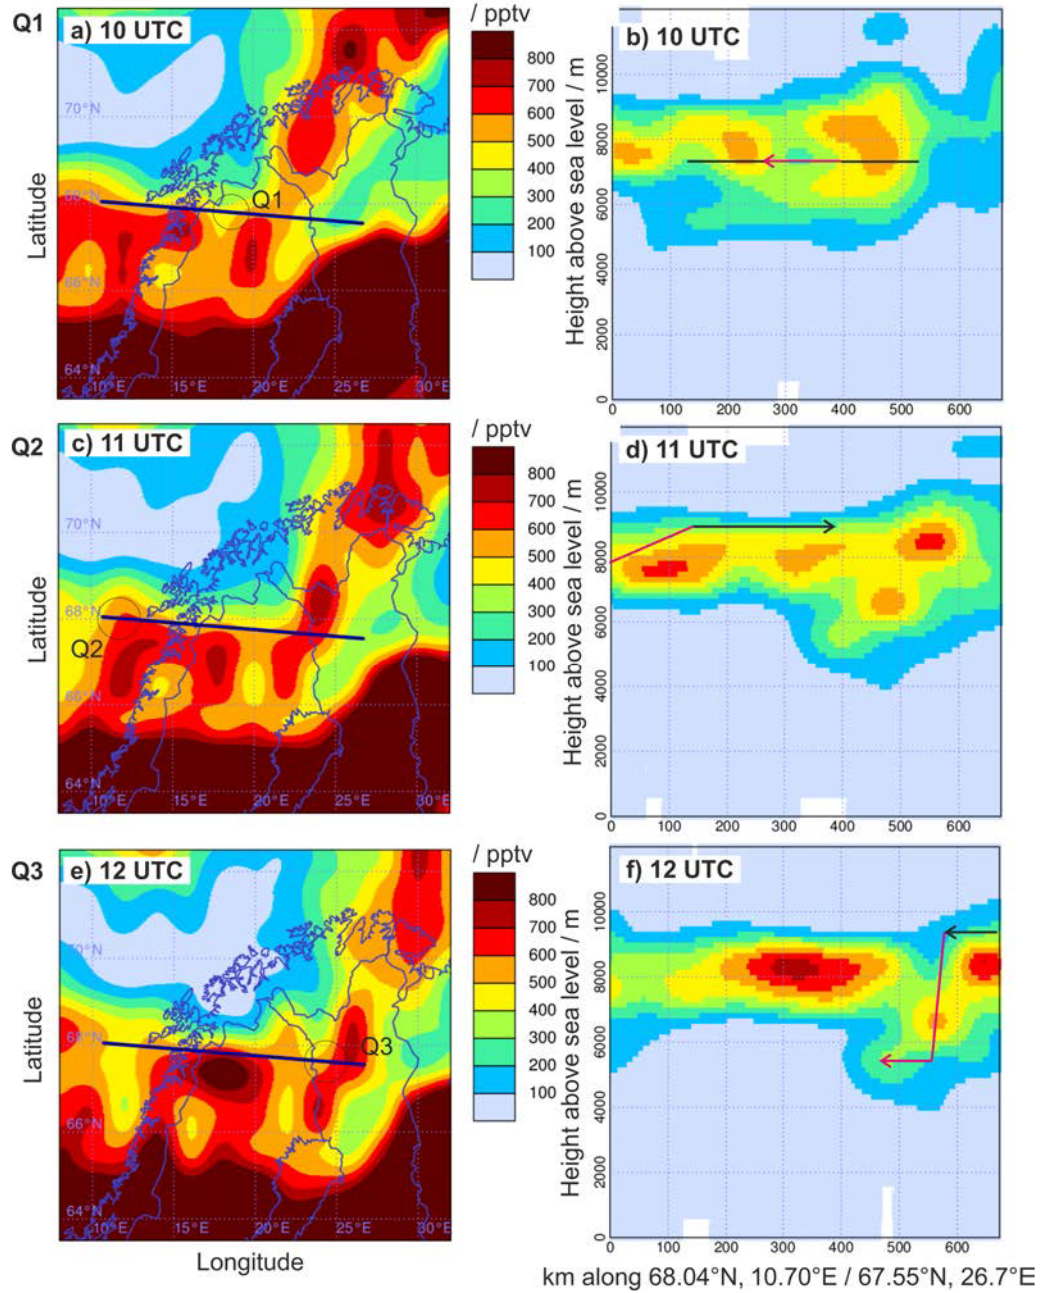 Q1
a) 10 UTC
/ pptv
b) 10 UTC
800
700
600
500
400
300
200
100
70°N
68°N
66°N
64°N
10°E 15°E 20°E 25°E 30°E
Q1
Latitude
Height above sea level / m
10000
8000
6000
4000
2000
0
0 100 200 300 400 500 600
Q2
c) 11 UTC
/ pptv
d) 11 UTC
800
700
600
500
400
300
200
100
70°N
68°N
66°N
64°N
10°E 15°E 20°E 25°E 30°E
Q2
Latitude
Height above sea level / m
10000
8000
6000
4000
2000
0
0 100 200 300 400 500 600
Q3
e) 12 UTC
/ pptv
f) 12 UTC
800
700
600
500
400
300
200
100
70°N
68°N
66°N
64°N
10°E 15°E 20°E 25°E 30°E
Q3
Latitude
Height above sea level / m
10000
8000
6000
4000
2000
0
0 100 200 300 400 500 600
Longitude
km along 68.04°N, 10.70°E / 67.55°N, 26.7°E